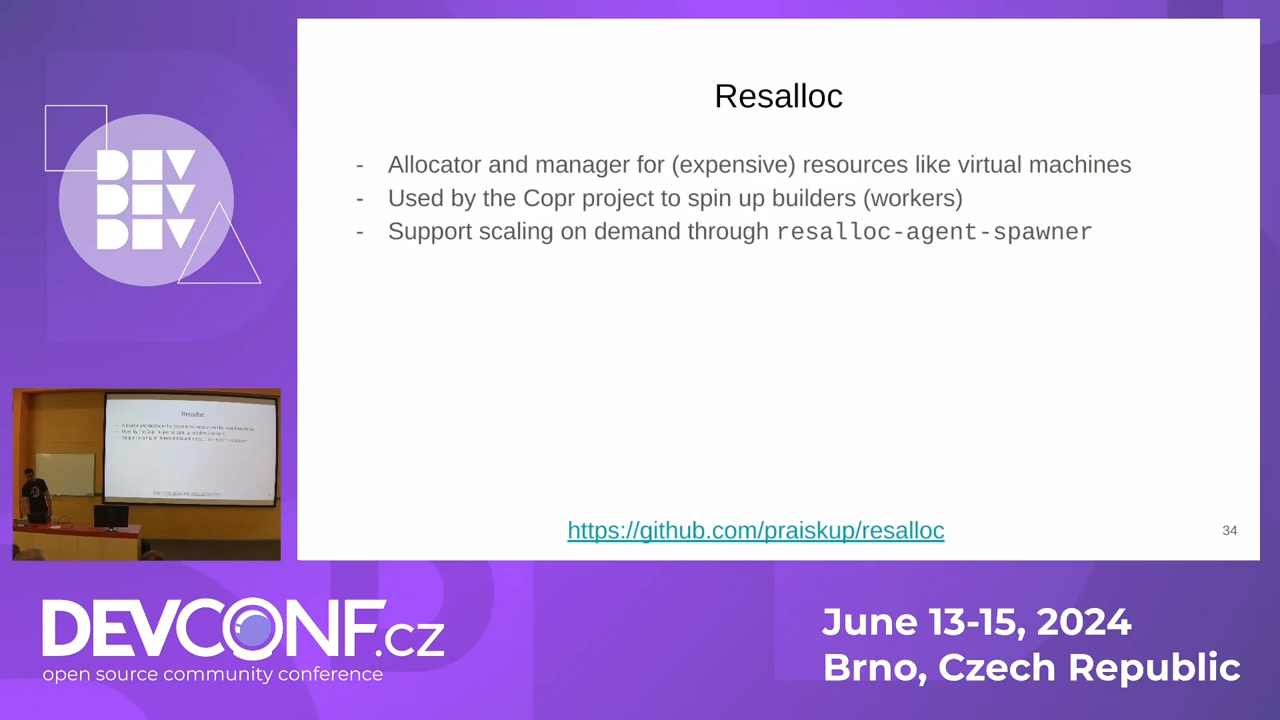 Resalloc
- Allocator and manager for (expensive) resources like virtual machines
- Used by the Copr project to spin up builders (workers)
- Support scaling on demand through resalloc-agent-spawner
https://github.com/praiskup/resalloc
34
DEV
DEV
DEV
Resalloc
DEVCONF.cz
open source community conference
June 13-15, 2024
Brno, Czech Republic